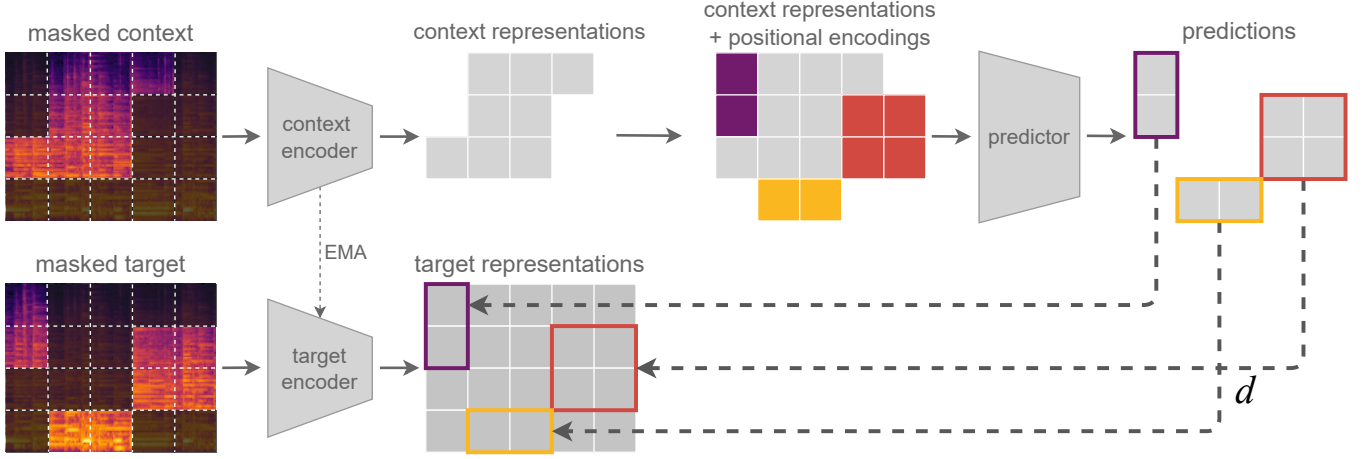 masked context
context representations
context representations
+ positional encodings
predictions
context
encoder
predictor
EMA
masked target
target representations
target
encoder
d